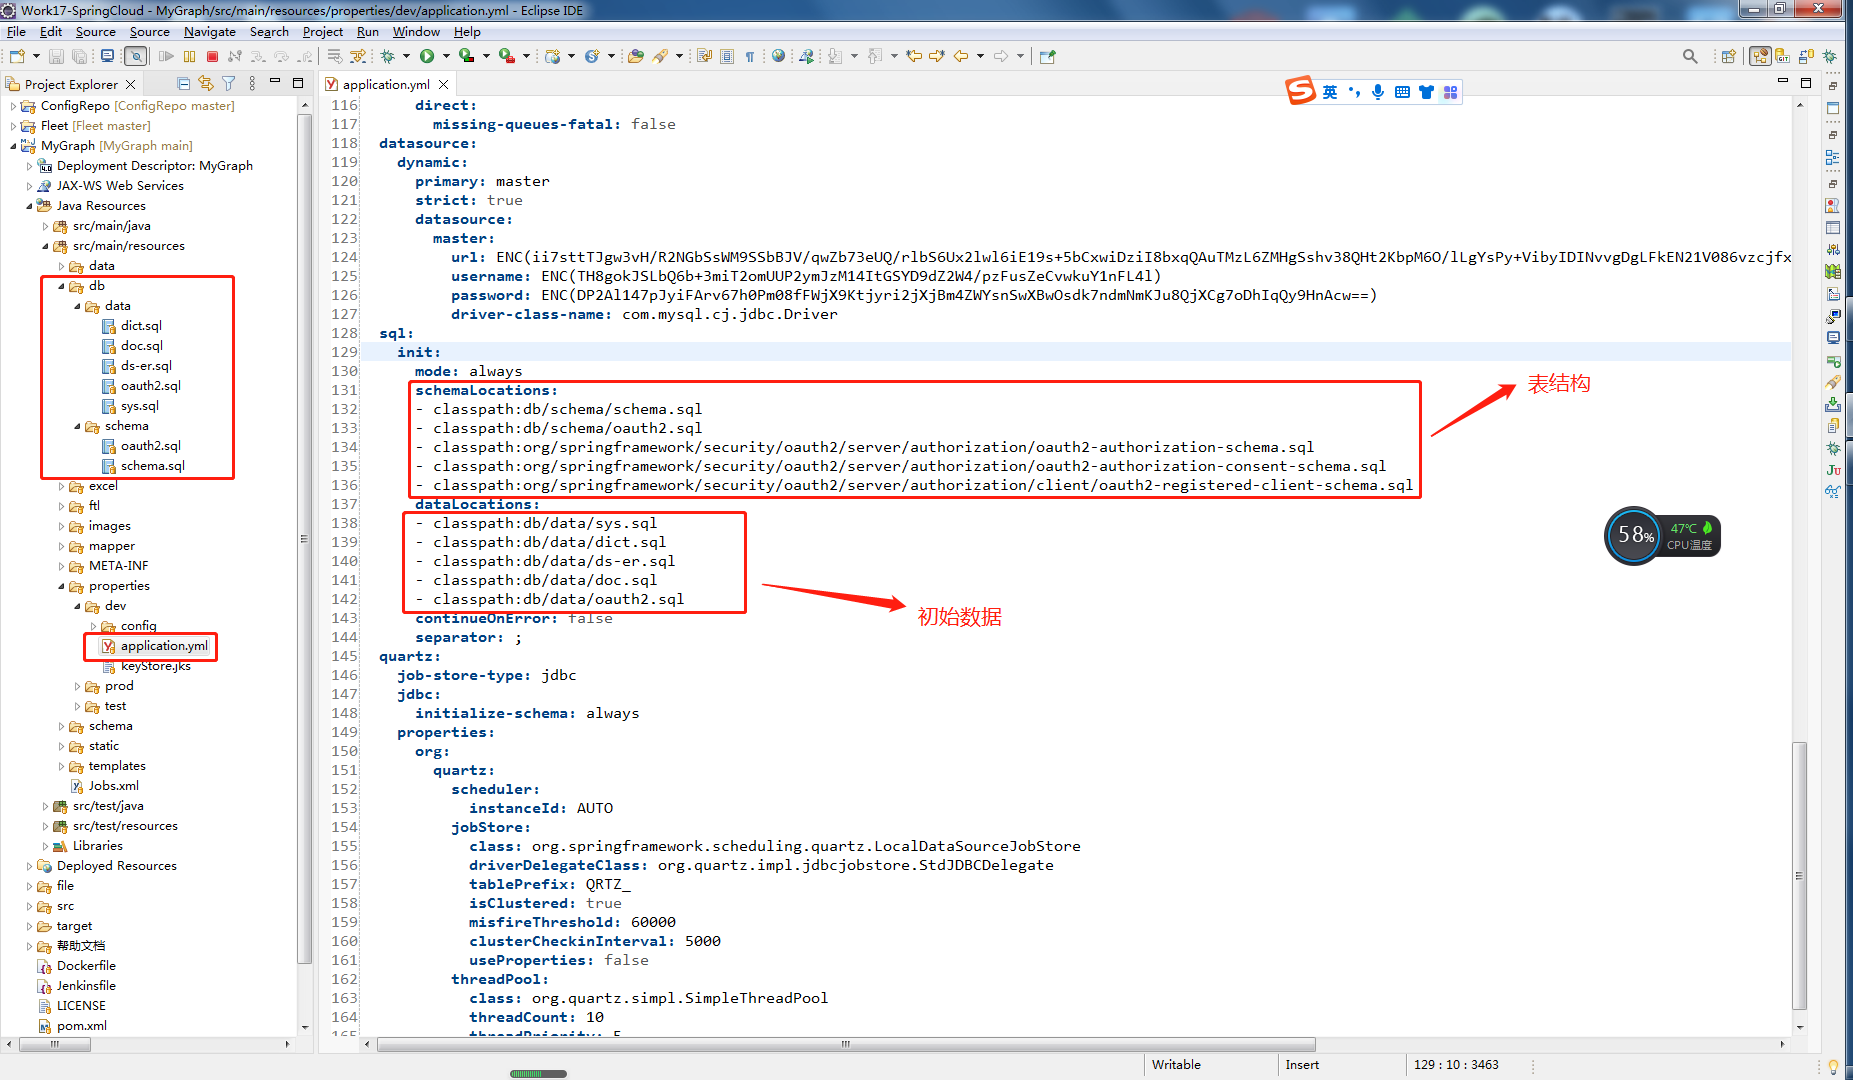 Work17-SpringCloud - MyGraph/src/main/resources/properties/dev/application.yml - Eclipse IDE
File Edit Source Source Navigate Search Project Run Window Help
Project Explorer
ConfigRepo [ConfigRepo master]
Fleet [Fleet master]
MyGraph [MyGraph main]
Deployment Descriptor: MyGraph
JAX-WS Web Services
Java Resources
src/main/java
src/main/resources
data
db
data
dict.sql
doc.sql
ds-er.sql
oauth2.sql
sys.sql
schema
oauth2.sql
schema.sql
excel
ftl
images
mapper
META-INF
properties
dev
config
application.yml
keyStore.jks
prod
test
schema
static
templates
Jobs.xml
src/test/java
src/test/resources
Libraries
Deployed Resources
file
src
target
帮助文档
Dockerfile
Jenkinsfile
LICENSE
pom.xml
application.yml
英
116 direct:
117 missing-queues-fatal: false
118 datasource:
119 dynamic:
120 primary: master
121 strict: true
122 datasource:
123 master:
124 url: ENC(ii7sttTJgw3vH/R2NGbSsWM9SSbBJV/qwZb73eUQ/rlbS6Ux2lwl6iE19s+5bCxwiDziI8bxqQAuTMzL6ZMHgSshv38QHt2KbpM6O/lLgYsPy+VibyIDINvvgDgLFkEN21V086vzcjfx
125 username: ENC(TH8gokJSLbQ6b+3miT2omUUP2ymJzM14ItGSYD9dZ2W4/pzFusZeCvwkuY1nFL4l)
126 password: ENC(DP2Al147pJyiFArv67h0Pm08fFWjX9Ktjyri2jXjBm4ZWYsnSwXBwOsdk7ndmNmKJu8QjXCg7oDhIqQy9HnAcw==)
127 driver-class-name: com.mysql.cj.jdbc.Driver
128 sql:
129 init:
130 mode: always
131 schemaLocations:
132 - classpath:db/schema/schema.sql
133 - classpath:db/schema/oauth2.sql
134 - classpath:org/springframework/security/oauth2/server/authorization/oauth2-authorization-schema.sql
135 - classpath:org/springframework/security/oauth2/server/authorization/oauth2-authorization-consent-schema.sql
136 - classpath:org/springframework/security/oauth2/server/authorization/client/oauth2-registered-client-schema.sql
表结构
137 dataLocations:
138 - classpath:db/data/sys.sql
139 - classpath:db/data/dict.sql
140 - classpath:db/data/ds-er.sql
141 - classpath:db/data/doc.sql
142 - classpath:db/data/oauth2.sql
初始数据
143 continueOnError: false
144 separator: ;
145 quartz:
146 job-store-type: jdbc
147 jdbc:
148 initialize-schema: always
149 properties:
150 org:
151 quartz:
152 scheduler:
153 instanceId: AUTO
154 jobStore:
155 class: org.springframework.scheduling.quartz.LocalDataSourceJobStore
156 driverDelegateClass: org.quartz.impl.jdbcjobstore.StdJDBCDelegate
157 tablePrefix: QRTZ_
158 isClustered: true
159 misfireThreshold: 60000
160 clusterCheckinInterval: 5000
161 useProperties: false
162 threadPool:
163 class: org.quartz.simpl.SimpleThreadPool
164 threadCount: 10
165 threadPriority: 5
58%
47℃
CPU温度
Writable
Insert
129 : 10 : 3463